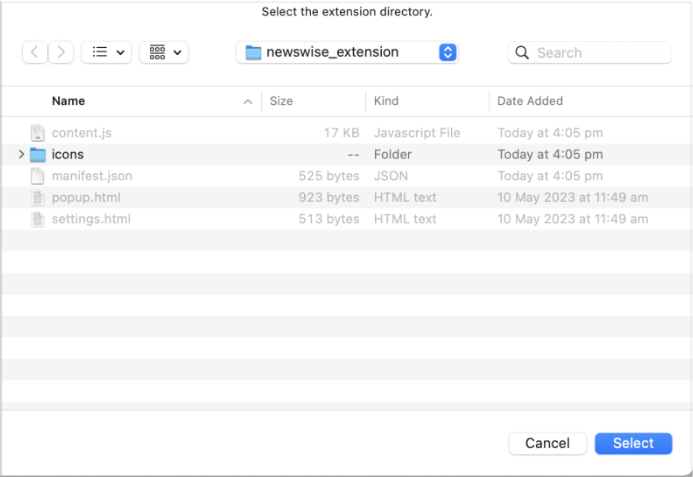 Select the extension directory.
newswise_extension
Search
Name Size Kind Date Added
content.js 17 KB Javascript File Today at 4:05 pm
icons -- Folder Today at 4:05 pm
manifest.json 525 bytes JSON Today at 4:05 pm
popup.html 923 bytes HTML text 10 May 2023 at 11:49 am
settings.html 513 bytes HTML text 10 May 2023 at 11:49 am
Cancel Select